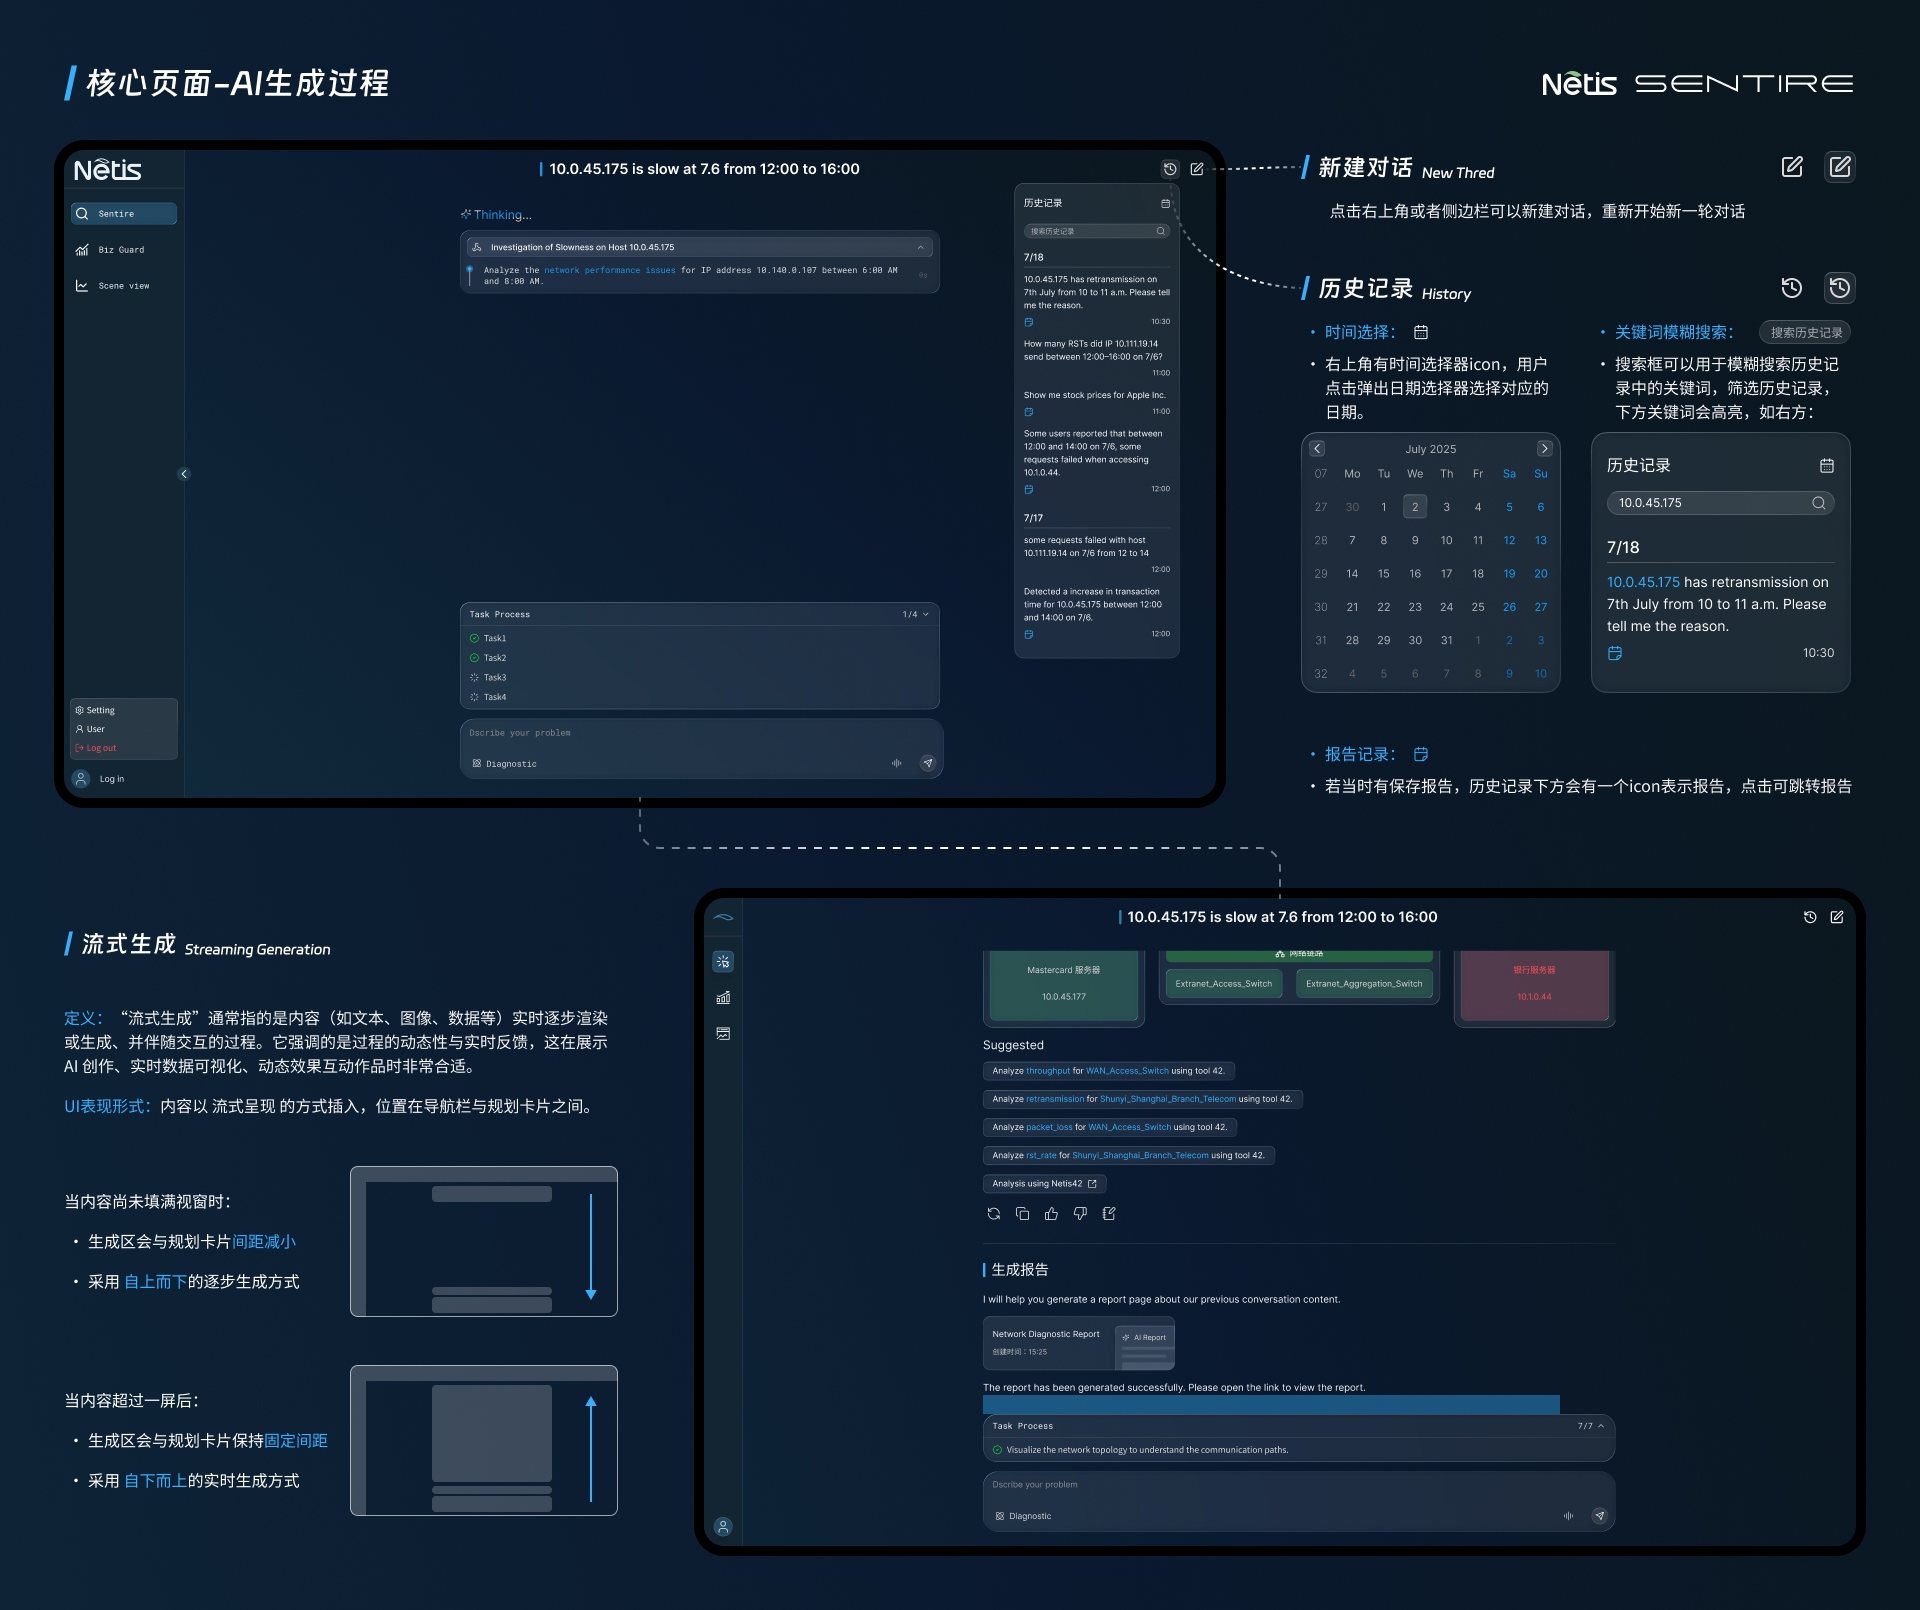 核心页面-AI生成过程
Netis SENTIRE
Netis
10.0.45.175 is slow at 7.6 from 12:00 to 16:00
Sentire
Biz Guard
Scene view
Setting
User
Log out
Log in
Thinking...
Investigation of Slowness on Host 10.0.45.175
Analyze the network performance issues for IP address 10.140.0.107 between 6:00 AM
and 8:00 AM.
0s
Task Process
1/4
Task1
Task2
Task3
Task4
Dscribe your problem
Diagnostic
历史记录
搜索历史记录
7/18
10.0.45.175 has retransmission on
7th July from 10 to 11 a.m. Please tell
me the reason.
10:30
How many RSTs did IP 10.111.19.14
send between 12:00–16:00 on 7/6?
11:00
Show me stock prices for Apple Inc.
11:00
Some users reported that between
12:00 and 14:00 on 7/6, some
requests failed when accessing
10.1.0.44.
12:00
7/17
some requests failed with host
10.111.19.14 on 7/6 from 12 to 14
12:00
Detected a increase in transaction
time for 10.0.45.175 between 12:00
and 14:00 on 7/6.
12:00
新建对话 New Thred
点击右上角或者侧边栏可以新建对话，重新开始新一轮对话
历史记录 History
• 时间选择：
• 右上角有时间选择器icon，用户
点击弹出日期选择器选择对应的
日期。
• 关键词模糊搜索： 搜索历史记录
• 搜索框可以用于模糊搜索历史记
录中的关键词，筛选历史记录，
下方关键词会高亮，如右方：
July 2025
07 Mo Tu We Th Fr Sa Su
27 30 1 2 3 4 5 6
28 7 8 9 10 11 12 13
29 14 15 16 17 18 19 20
30 21 22 23 24 25 26 27
31 28 29 30 31 1 2 3
32 4 5 6 7 8 9 10
历史记录
10.0.45.175
7/18
10.0.45.175 has retransmission on
7th July from 10 to 11 a.m. Please
tell me the reason.
10:30
• 报告记录：
• 若当时有保存报告，历史记录下方会有一个icon表示报告，点击可跳转报告
流式生成 Streaming Generation
定义：“流式生成”通常指的是内容（如文本、图像、数据等）实时逐步渲染
或生成、并伴随交互的过程。它强调的是过程的动态性与实时反馈，这在展示
AI 创作、实时数据可视化、动态效果互动作品时非常合适。
UI表现形式：内容以 流式呈现 的方式插入，位置在导航栏与规划卡片之间。
当内容尚未填满视窗时：
• 生成区会与规划卡片间距减小
• 采用 自上而下的逐步生成方式
当内容超过一屏后：
• 生成区会与规划卡片保持固定间距
• 采用 自下而上的实时生成方式
10.0.45.175 is slow at 7.6 from 12:00 to 16:00
Mastercard 服务器
10.0.45.177
网络链路
Extranet_Access_Switch
Extranet_Aggregation_Switch
银行服务器
10.1.0.44
Suggested
Analyze throughput for WAN_Access_Switch using tool 42.
Analyze retransmission for Shunyi_Shanghai_Branch_Telecom using tool 42.
Analyze packet_loss for WAN_Access_Switch using tool 42.
Analyze rst_rate for Shunyi_Shanghai_Branch_Telecom using tool 42.
Analysis using Netis42
生成报告
I will help you generate a report page about our previous conversation content.
Network Diagnostic Report
创建时间：15:25
AI Report
The report has been generated successfully. Please open the link to view the report.
Task Process
7/7
Visualize the network topology to understand the communication paths.
Dscribe your problem
Diagnostic